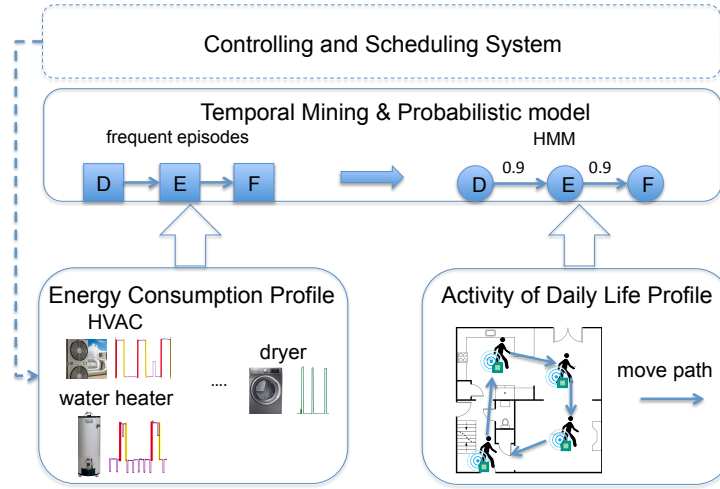 Controlling and Scheduling System
Temporal Mining & Probabilistic model
frequent episodes
HMM
D E F
D 0.9 E 0.9 F
Energy Consumption Profile
HVAC
....
dryer
water heater
Activity of Daily Life Profile
move path